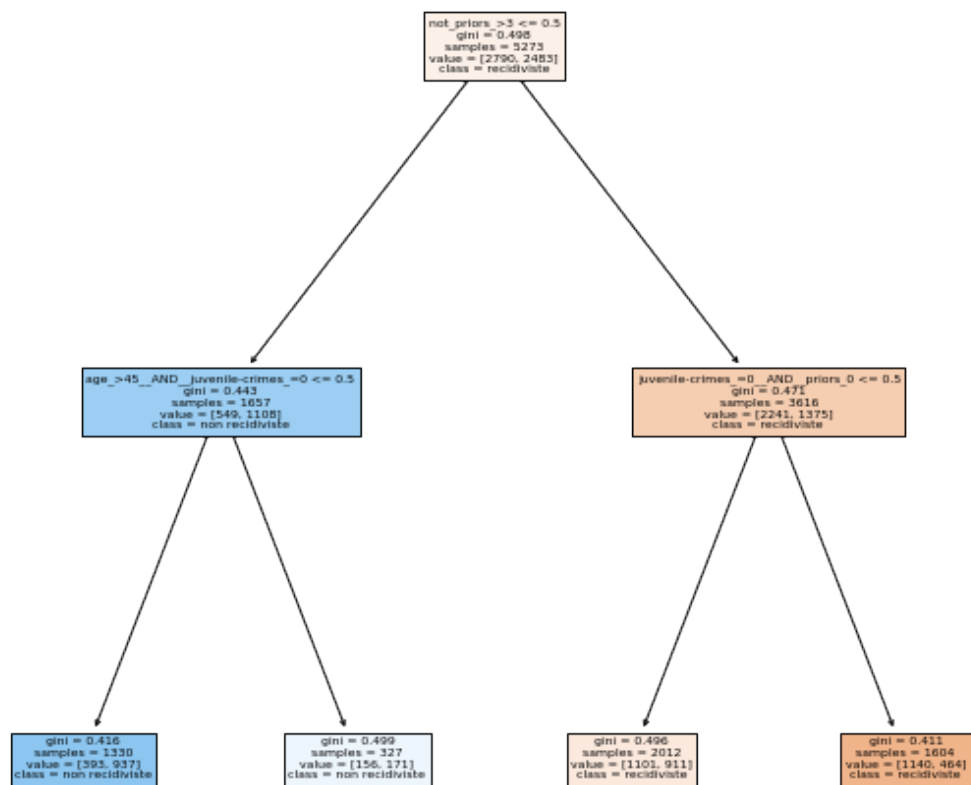 not_priors_>3 <= 0.5
gini = 0.498
samples = 5273
value = [2790, 2483]
class = recidiviste
age_>45__AND__juvenile-crimes_=0 <= 0.5
gini = 0.443
samples = 1657
value = [549, 1108]
class = non recidiviste
juvenile-crimes_=0__AND__priors_0 <= 0.5
gini = 0.471
samples = 3616
value = [2241, 1375]
class = recidiviste
gini = 0.416
samples = 1330
value = [393, 937]
class = non recidiviste
gini = 0.499
samples = 327
value = [156, 171]
class = non recidiviste
gini = 0.496
samples = 2012
value = [1101, 911]
class = recidiviste
gini = 0.411
samples = 1604
value = [1140, 464]
class = recidiviste